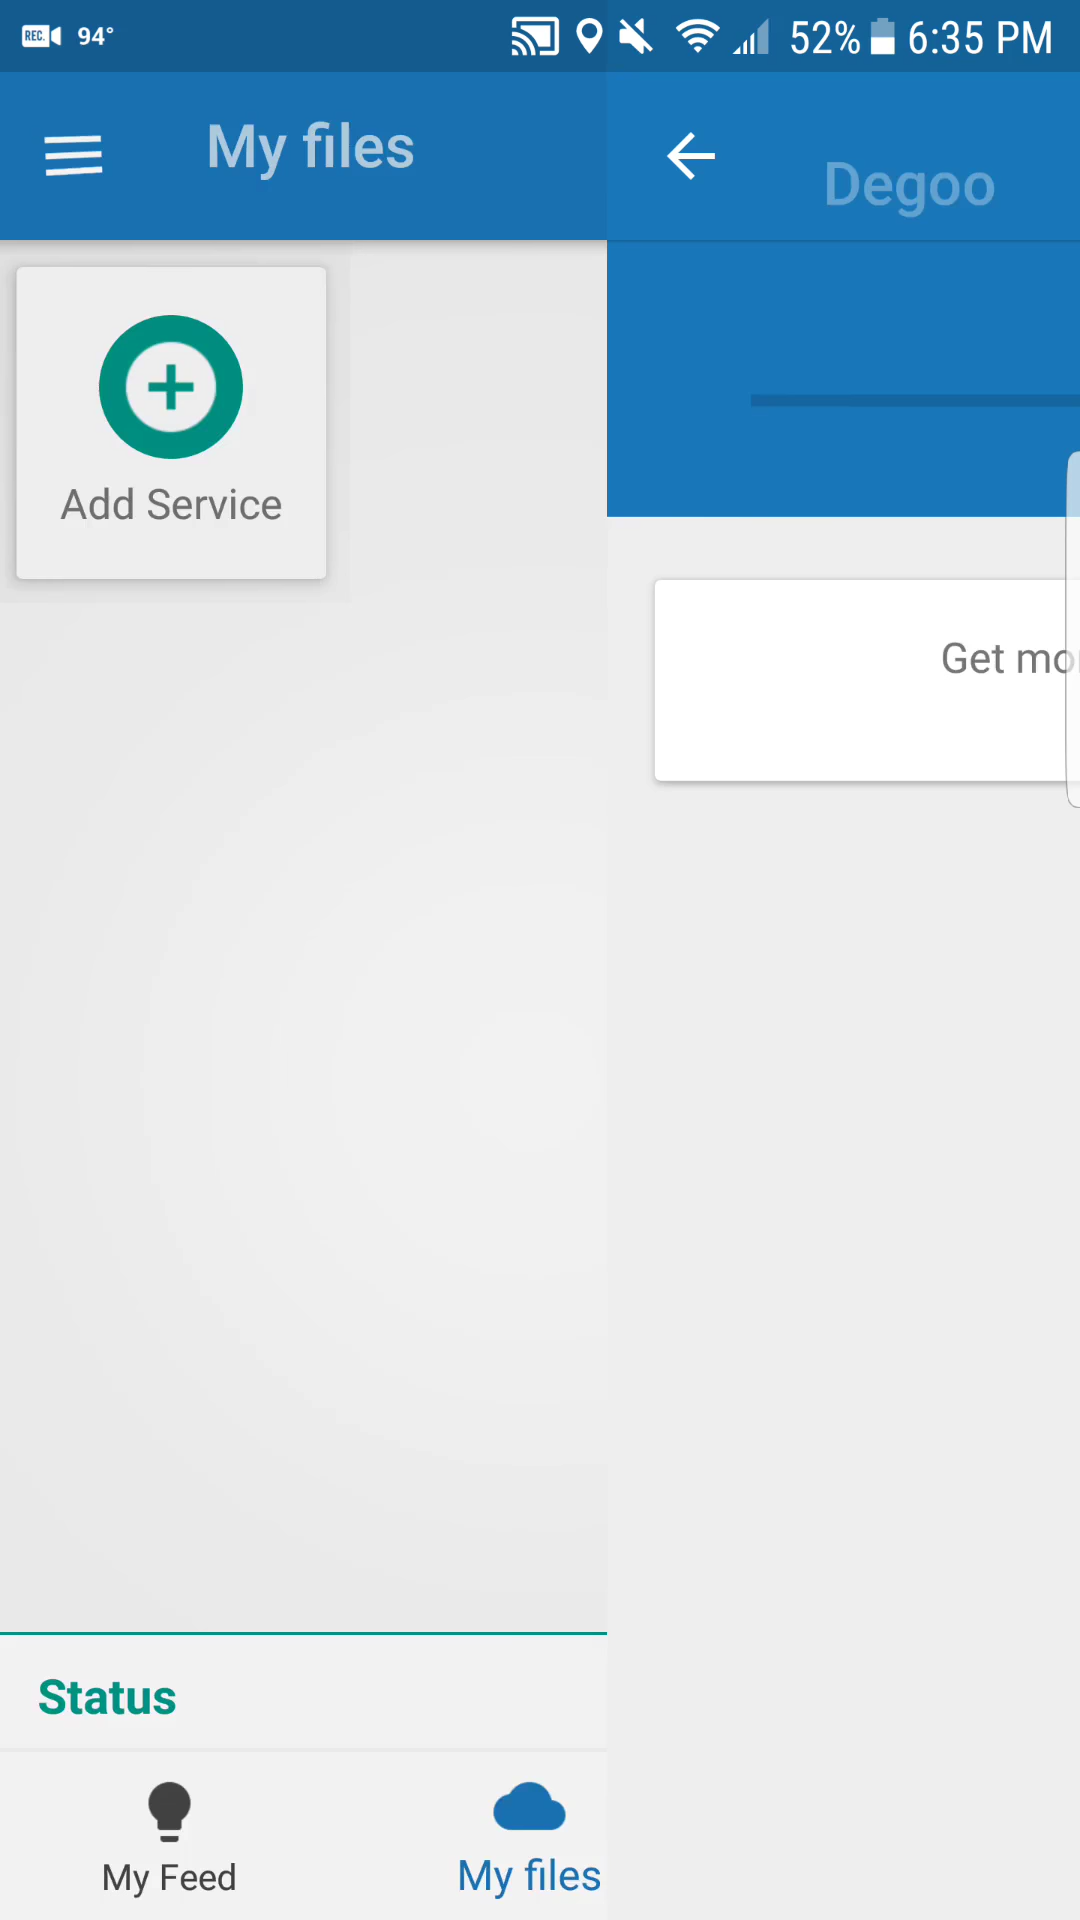 REC. 94° 52% 6:35 PM
My files
Degoo
Add Service
Get mo
Status
My Feed
My files